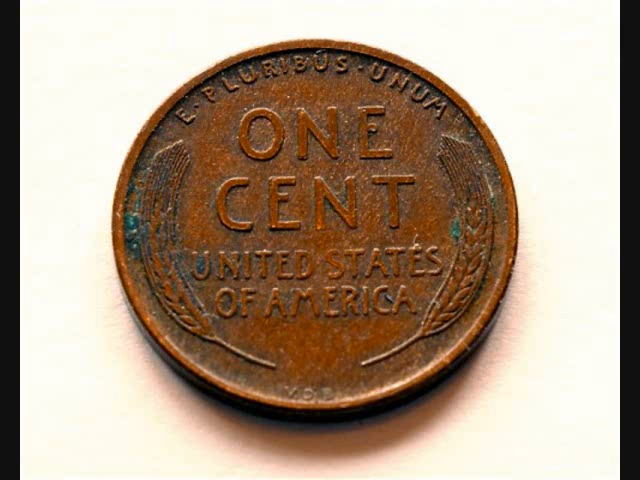 E·PLURIBUS·UNUM
ONE
CENT
UNITED STATES
OF AMERICA
V.D.B